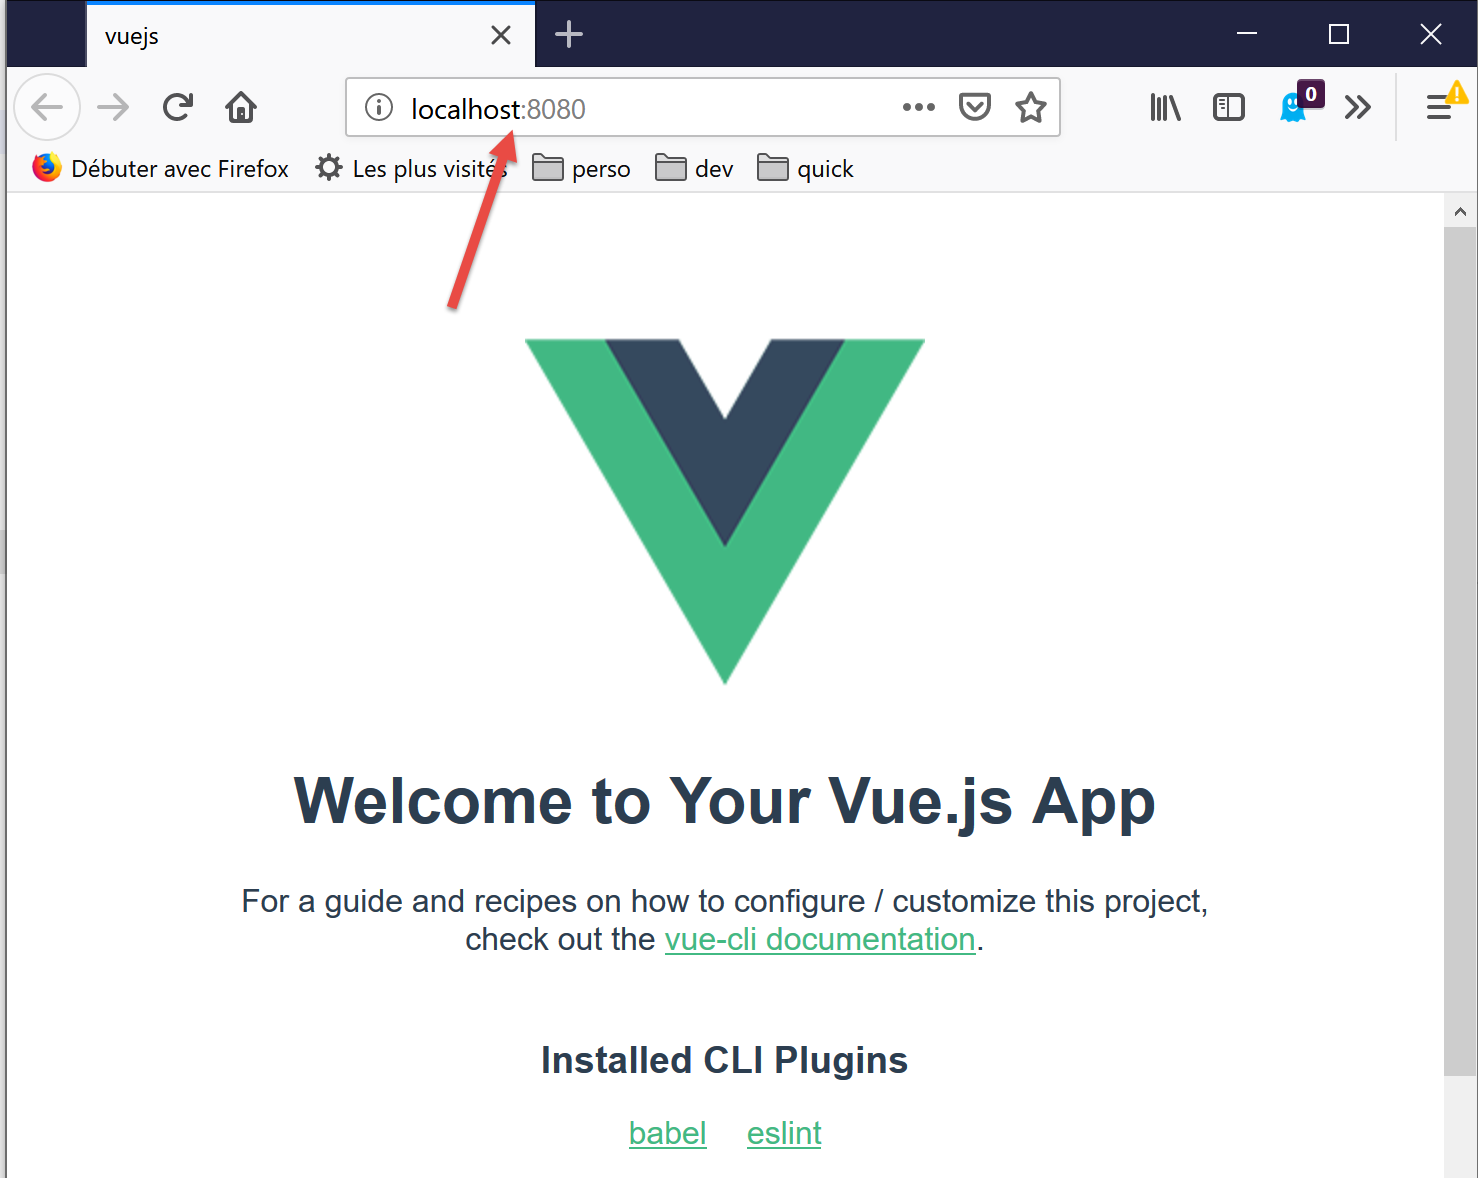 vuejs
localhost:8080
0
Débuter avec Firefox Les plus visités perso dev quick
Welcome to Your Vue.js App
For a guide and recipes on how to configure / customize this project,
check out the vue-cli documentation.
Installed CLI Plugins
babel eslint